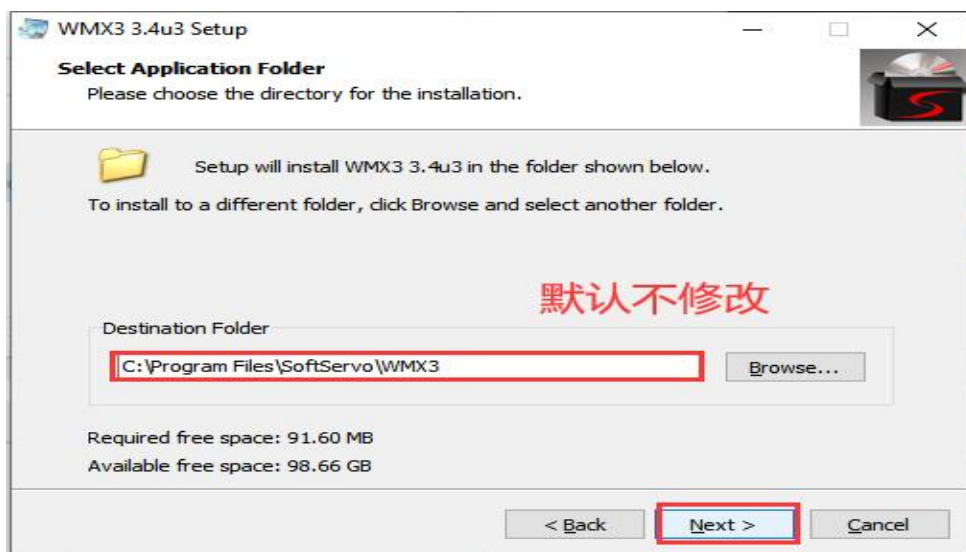 WMX3 3.4u3 Setup
Select Application Folder
Please choose the directory for the installation.
Setup will install WMX3 3.4u3 in the folder shown below.
To install to a different folder, click Browse and select another folder.
默认不修改
Destination Folder
C:\Program Files\SoftServo\WMX3
Browse...
Required free space: 91.60 MB
Available free space: 98.66 GB
< Back
Next >
Cancel